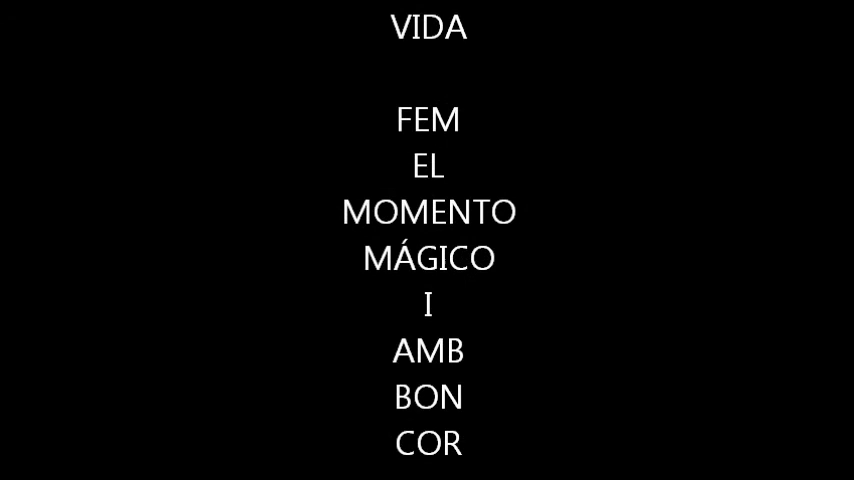 VIDA
FEM
EL
MOMENTO
MÁGICO
I
AMB
BON
COR